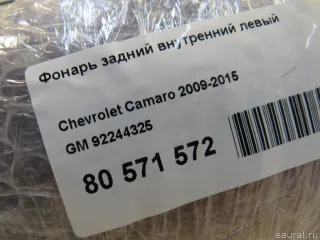 Фонарь задний внутренний левый
Chevrolet Camaro 2009-2015
GM 92244325
80 571 572
eaural.ru